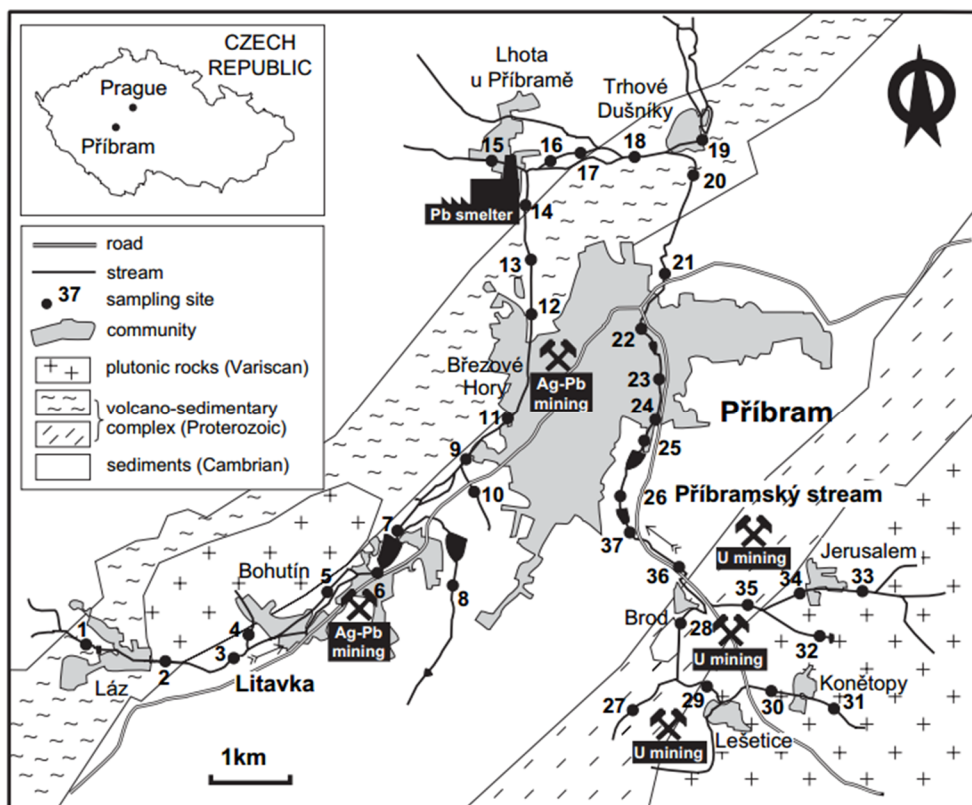 CZECH
REPUBLIC
Prague
Příbram
road
stream
37
sampling site
community
plutonic rocks (Variscan)
volcano-sedimentary
complex (Proterozoic)
sediments (Cambrian)
Lhota
u Příbramě
Trhové
Dušníky
15
16
17
18
19
20
Pb smelter
14
13
12
21
22
Březové
Hory
Ag-Pb
mining
23
24
11
Příbram
25
9
10
26
Příbramský stream
37
7
U mining
Jerusalem
Bohutín
5
6
8
36
35
34
33
Brod
28
4
Ag-Pb
mining
U mining
32
1
2
3
Litavka
Láz
27
29
30
Konětopy
31
U mining
Lešetice
1km